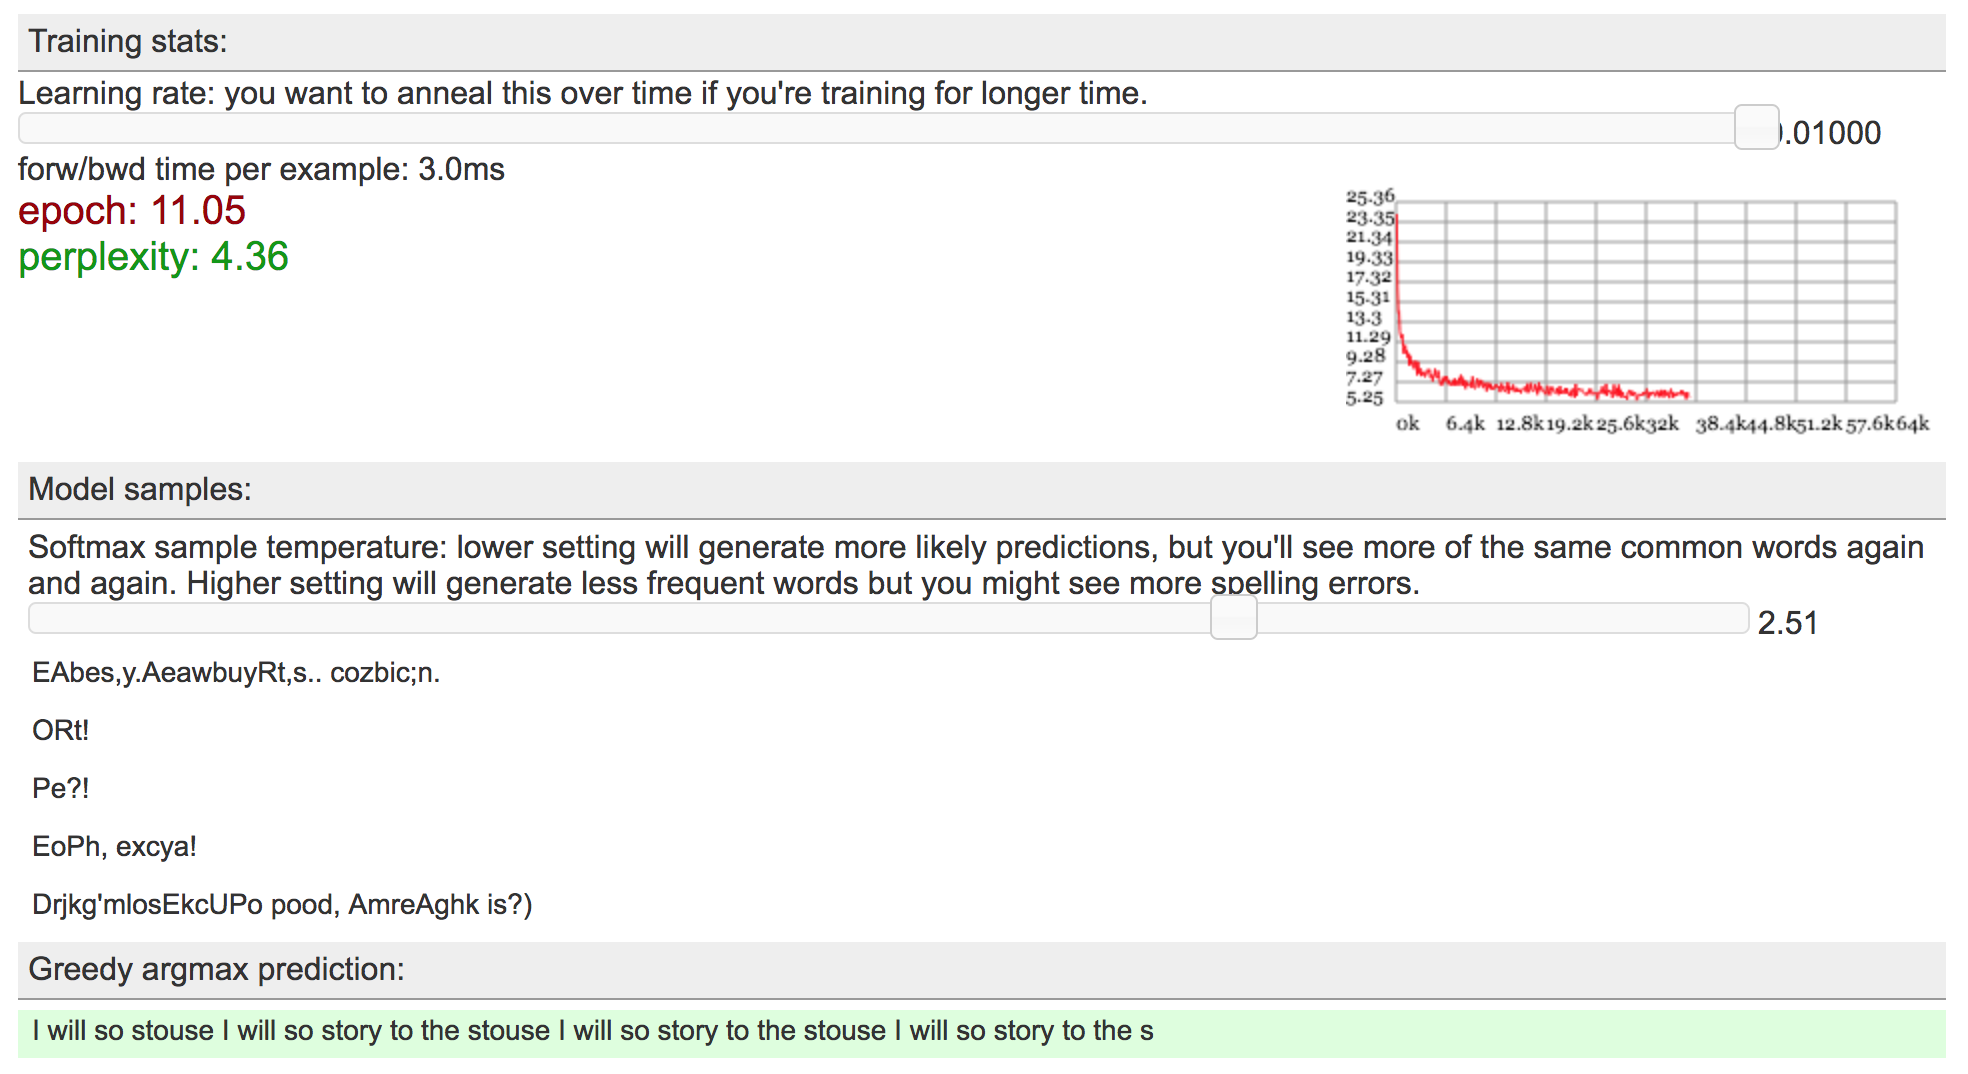 Training stats:
Learning rate: you want to anneal this over time if you're training for longer time.
.01000
forw/bwd time per example: 3.0ms
epoch: 11.05
perplexity: 4.36
25.36
23.35
21.34
19.33
17.32
15.31
13.3
11.29
9.28
7.27
5.25
0k 6.4k 12.8k 19.2k 25.6k 32k 38.4k 44.8k 51.2k 57.6k 64k
Model samples:
Softmax sample temperature: lower setting will generate more likely predictions, but you'll see more of the same common words again
and again. Higher setting will generate less frequent words but you might see more spelling errors.
2.51
EAbes,y.AeawbuyRt,s.. cozbic;n.
ORt!
Pe?!
EoPh, excya!
Drjkg'mlosEkcUPo pood, AmreAghk is?)
Greedy argmax prediction:
I will so stouse I will so story to the stouse I will so story to the stouse I will so story to the s